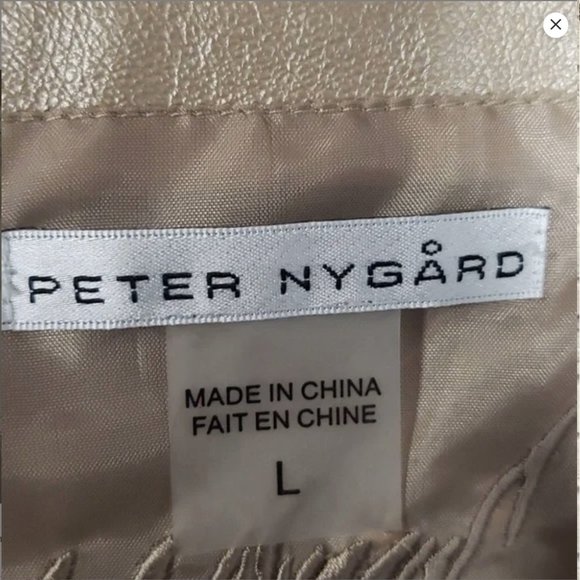 PETER NYGÅRD
MADE IN CHINA
FAIT EN CHINE
L